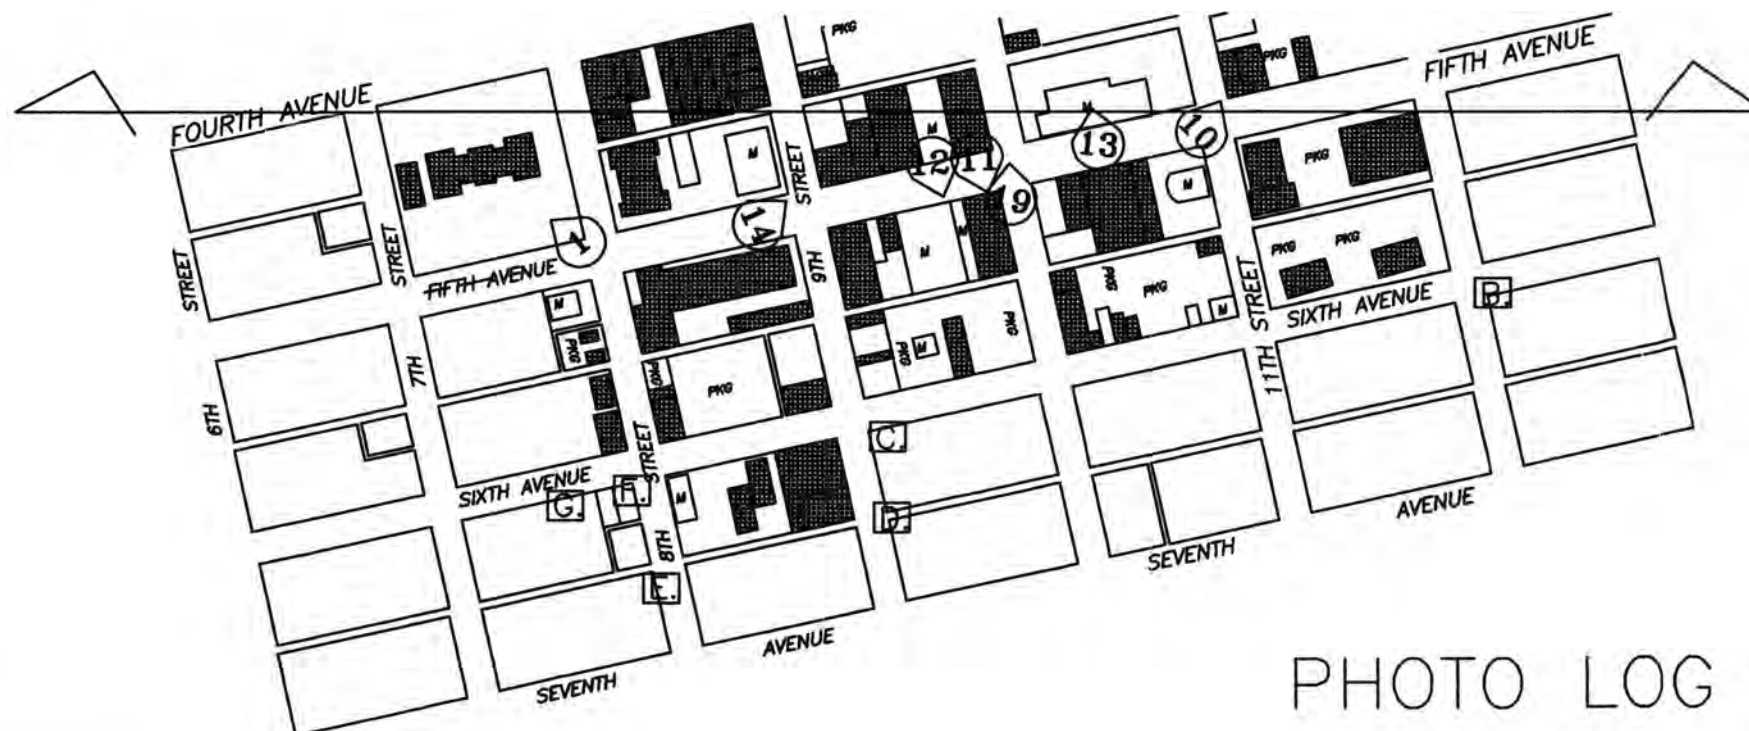 PKG
PKG
FIFTH AVENUE
FOURTH AVENUE
M
M
M
12
11
13
10
PKG
STREET
M
9
1
14
M
M
STREET
STREET
9TH
FIFTH AVENUE
PKG
PKG
PKG
PKG
STREET
SIXTH AVENUE
B.
M
M
7TH
PKG
PKG
PKG
PKG
M
PKG
11TH
6TH
C.
STREET
SIXTH AVENUE
F.
G.
M
D.
AVENUE
8TH
SEVENTH
E.
AVENUE
SEVENTH
PHOTO LOG